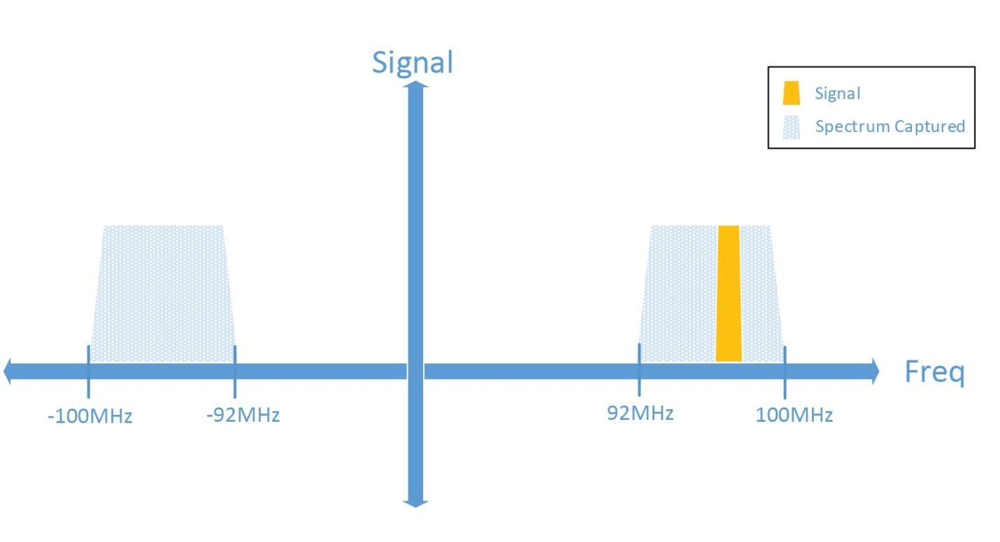 Signal
Signal
Spectrum Captured
Freq
-100MHz
-92MHz
92MHz
100MHz